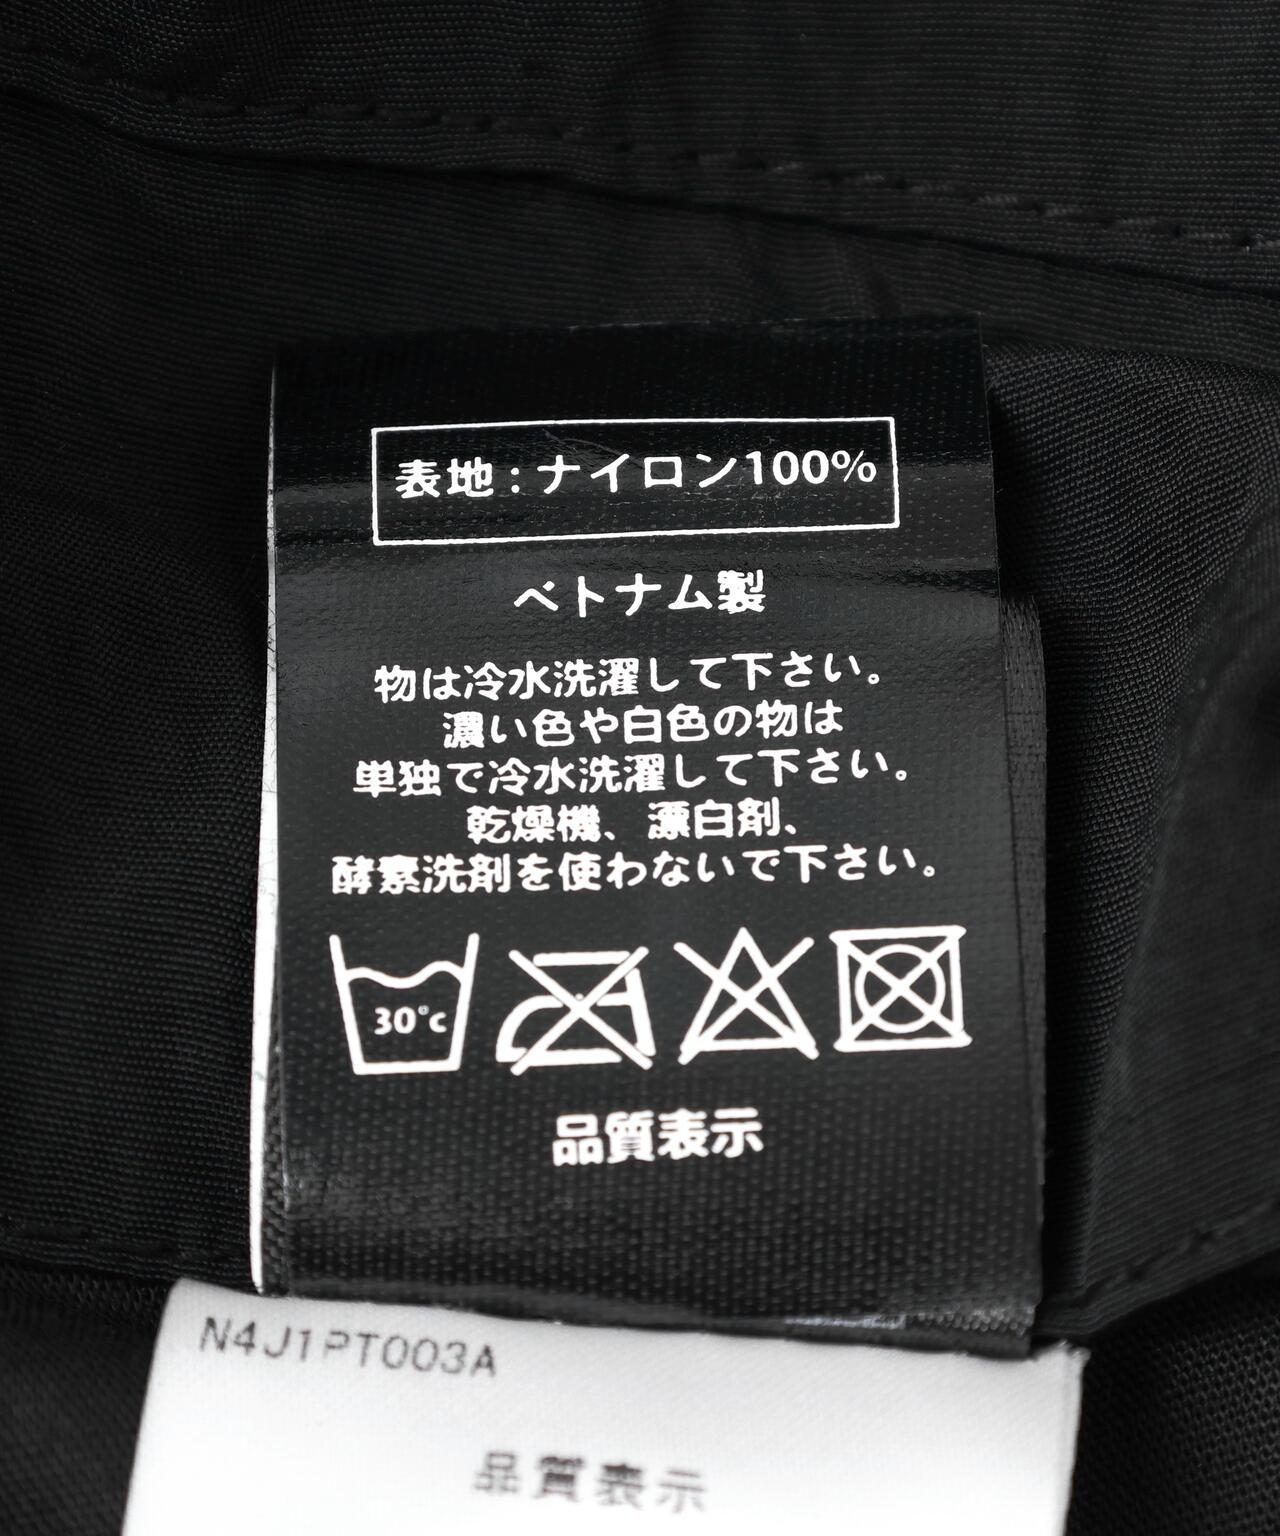 表地：ナイロン100%
ベトナム製
物は冷水洗濯して下さい。
濃い色や白色の物は
単独で冷水洗濯して下さい。
乾燥機、漂白剤、
酵素洗剤を使わないで下さい。
30°c
品質表示
N4J1PT003A
品質表示